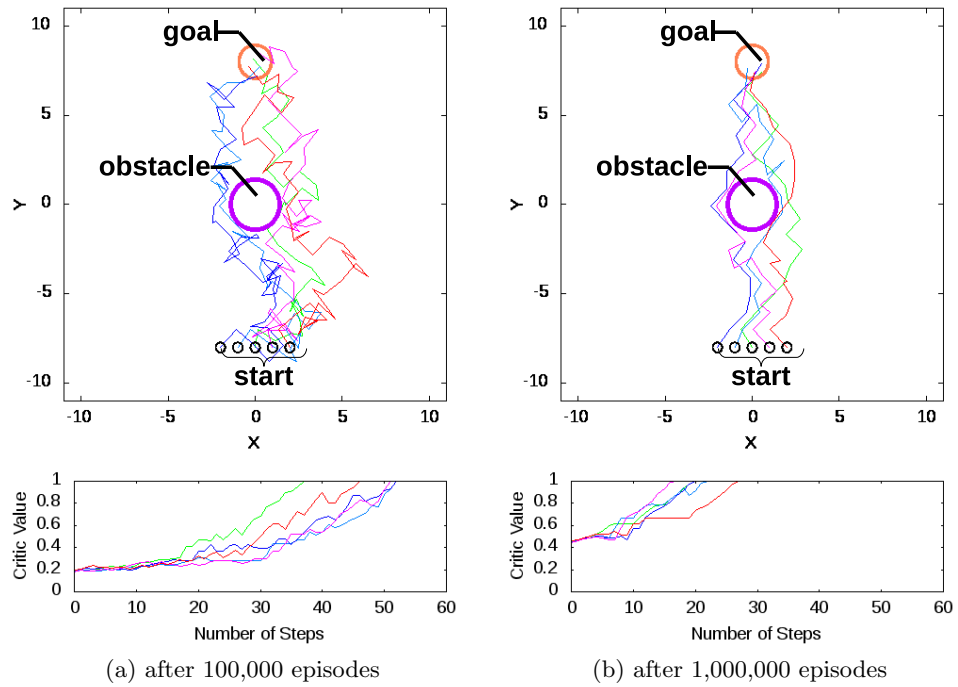 10
5
0
-5
-10
Y
goal
obstacle
start
-10
-5
0
5
10
X
1
0.8
0.6
0.4
0.2
0
Critic Value
0
10
20
30
40
50
60
Number of Steps
(a) after 100,000 episodes
10
5
0
-5
-10
Y
goal
obstacle
start
-10
-5
0
5
10
X
1
0.8
0.6
0.4
0.2
0
Critic Value
0
10
20
30
40
50
60
Number of Steps
(b) after 1,000,000 episodes